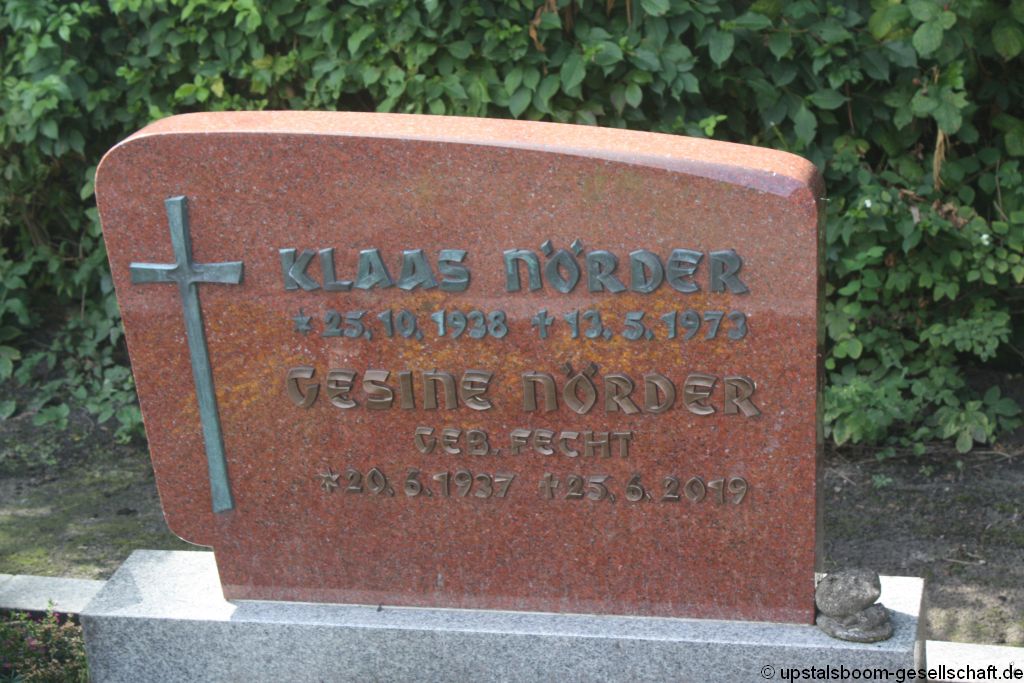 KLAAS NÖRDER
* 25. 10. 1938 † 13. 5. 1973
GESINE NÖRDER
GEB. FECHT
* 20. 5. 1937 † 25. 6. 2019
© upstalsboom-gesellschaft.de